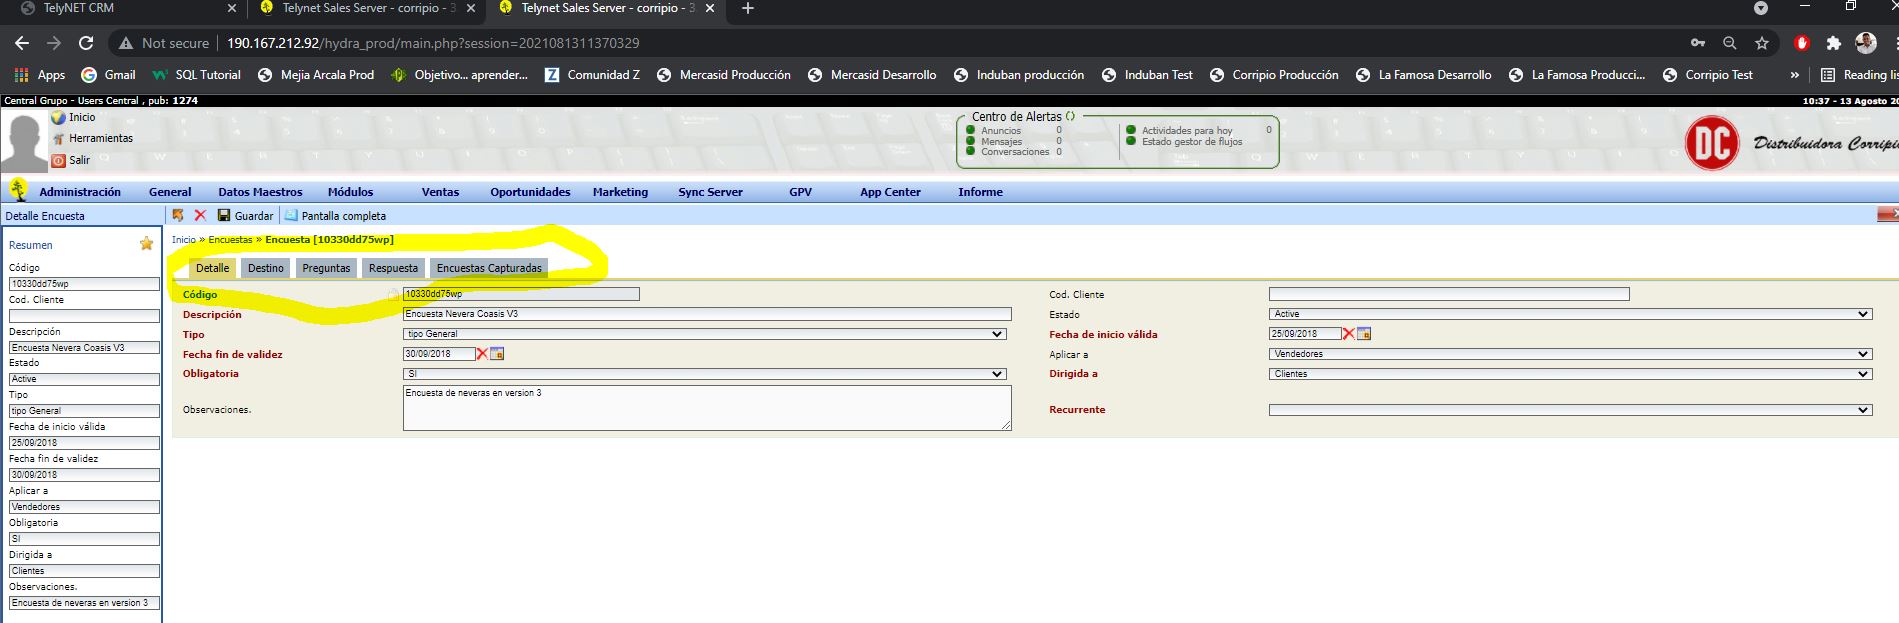 TelyNET CRM
Telynet Sales Server - corripio - 3.
Telynet Sales Server - corripio - 3.
Not secure
190.167.212.92/hydra_prod/main.php?session=2021081311370329
Apps
Gmail
SQL Tutorial
Mejia Arcala Prod
Objetivo... aprender...
Comunidad Z
Mercasid Producción
Mercasid Desarrollo
Induban producción
Induban Test
Corripio Producción
La Famosa Desarrollo
La Famosa Producci...
Corripio Test
»
Reading lis
Central Grupo - Users Central , pub: 1274
10:37 - 13 Agosto 20
Inicio
Herramientas
Salir
Centro de Alertas
Anuncios 0
Mensajes 0
Conversaciones 0
Actividades para hoy 0
Estado gestor de flujos
DC
Distribuidora Corripio
Administración
General
Datos Maestros
Módulos
Ventas
Oportunidades
Marketing
Sync Server
GPV
App Center
Informe
Detalle Encuesta
Guardar
Pantalla completa
Resumen
Código
10330dd75wp
Cod. Cliente
Descripción
Encuesta Nevera Coasis V3
Estado
Active
Tipo
tipo General
Fecha de inicio válida
25/09/2018
Fecha fin de validez
30/09/2018
Aplicar a
Vendedores
Obligatoria
SI
Dirigida a
Clientes
Observaciones.
Encuesta de neveras en version 3
Inicio » Encuestas » Encuesta [10330dd75wp]
Detalle
Destino
Preguntas
Respuesta
Encuestas Capturadas
Código
10330dd75wp
Cod. Cliente
Descripción
Encuesta Nevera Coasis V3
Estado
Active
Tipo
tipo General
Fecha de inicio válida
25/09/2018
Fecha fin de validez
30/09/2018
Aplicar a
Vendedores
Obligatoria
SI
Dirigida a
Clientes
Observaciones.
Encuesta de neveras en version 3
Recurrente